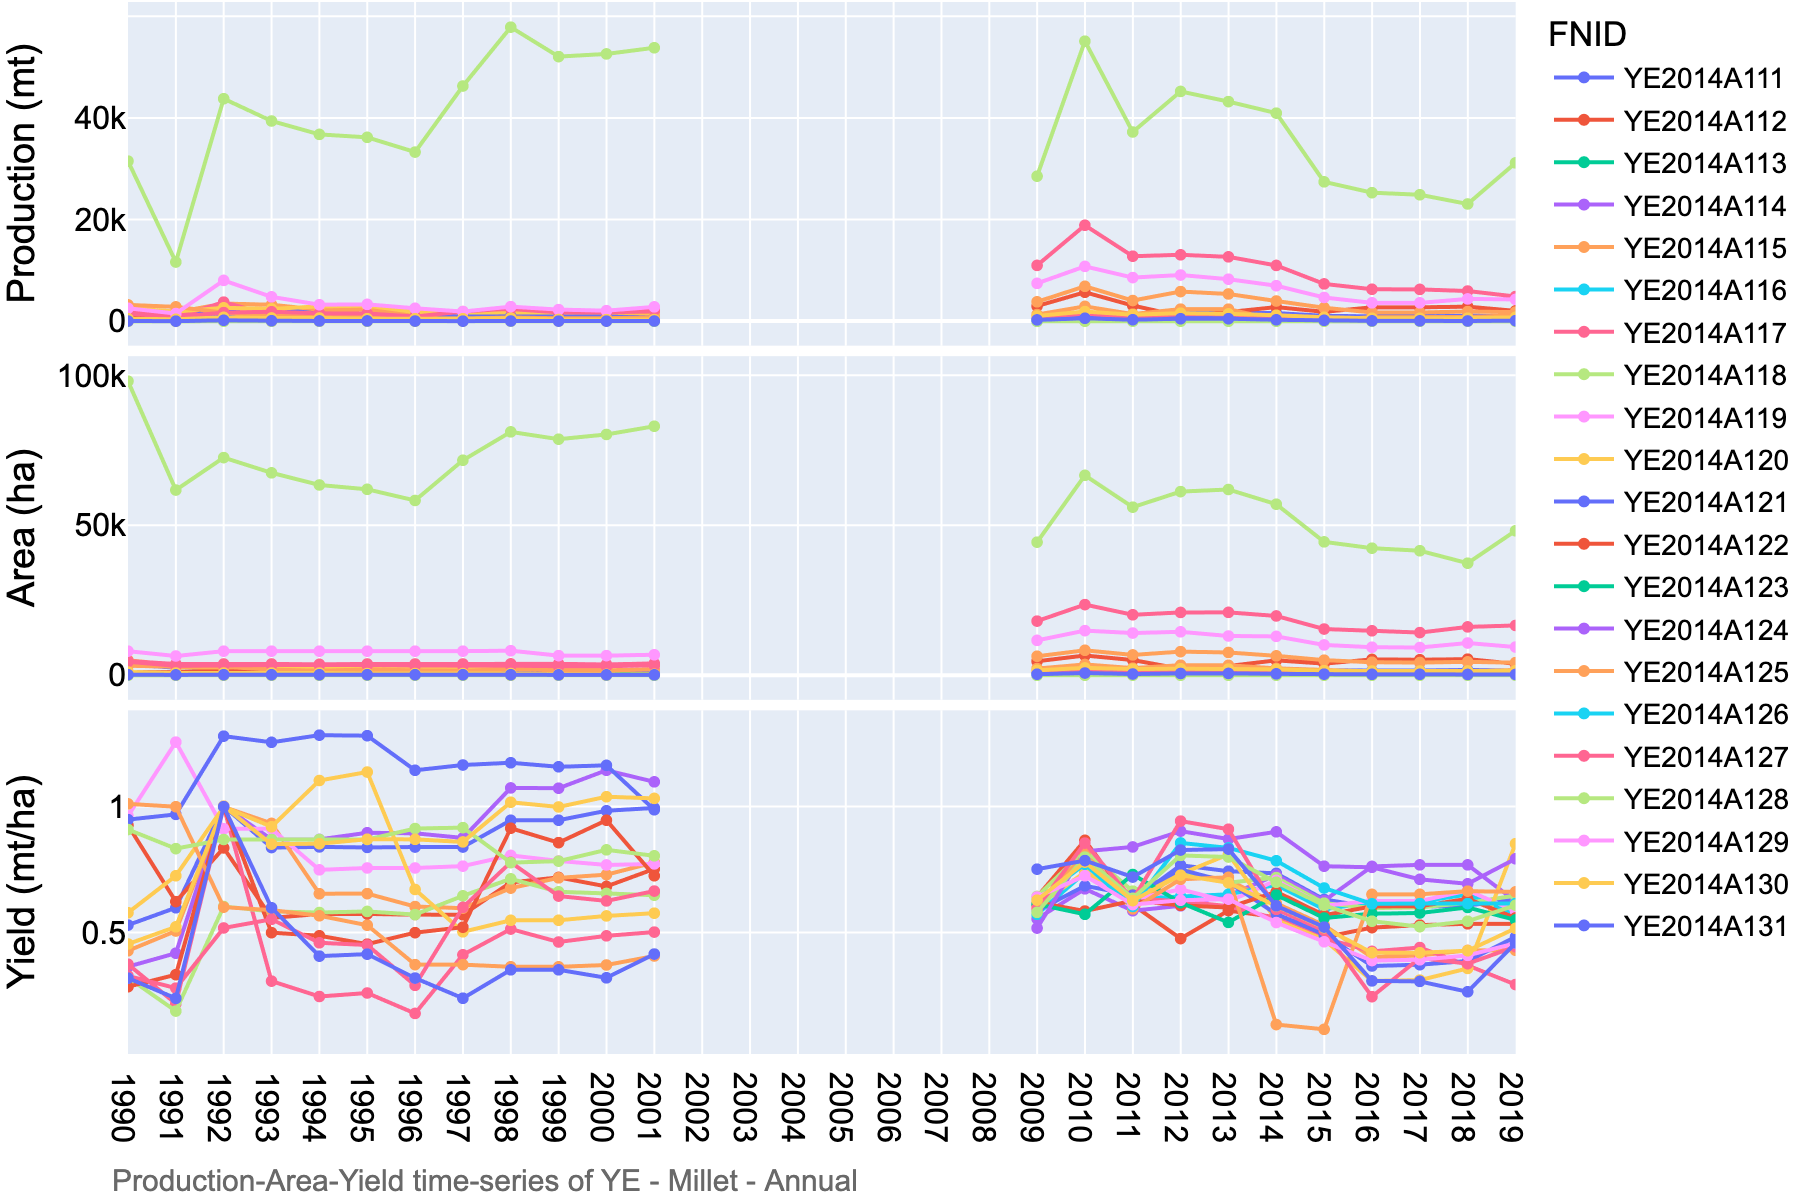 Production (mt)
40k
20k
0
Area (ha)
100k
50k
0
Yield (mt/ha)
1
0.5
1990
1991
1992
1993
1994
1995
1996
1997
1998
1999
2000
2001
2002
2003
2004
2005
2006
2007
2008
2009
2010
2011
2012
2013
2014
2015
2016
2017
2018
2019
Production-Area-Yield time-series of YE - Millet - Annual
FNID
YE2014A111
YE2014A112
YE2014A113
YE2014A114
YE2014A115
YE2014A116
YE2014A117
YE2014A118
YE2014A119
YE2014A120
YE2014A121
YE2014A122
YE2014A123
YE2014A124
YE2014A125
YE2014A126
YE2014A127
YE2014A128
YE2014A129
YE2014A130
YE2014A131